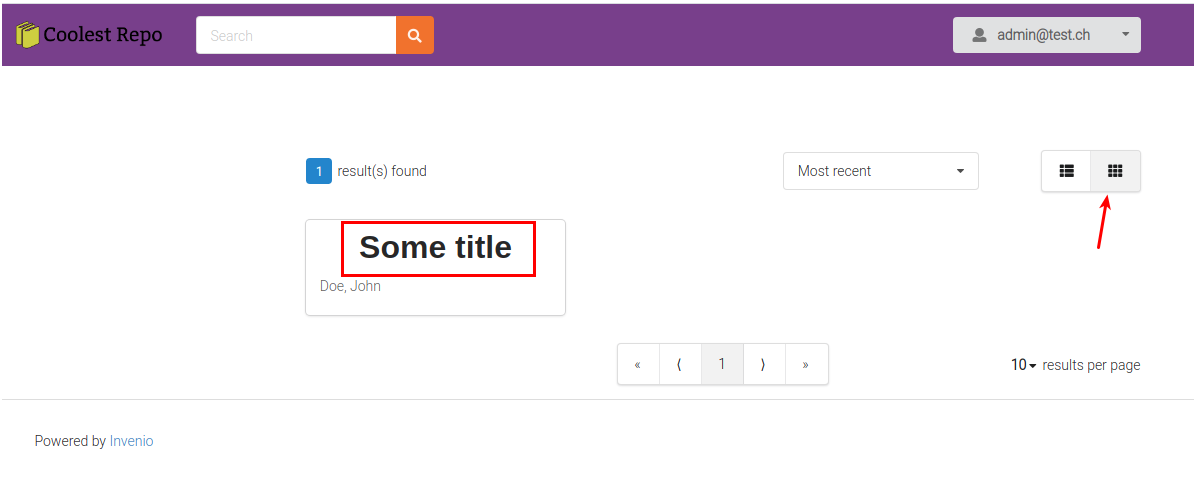 Coolest Repo
Search
admin@test.ch
1 result(s) found
Most recent
Some title
Doe, John
« ⟨ 1 ⟩ »
10 results per page
Powered by Invenio